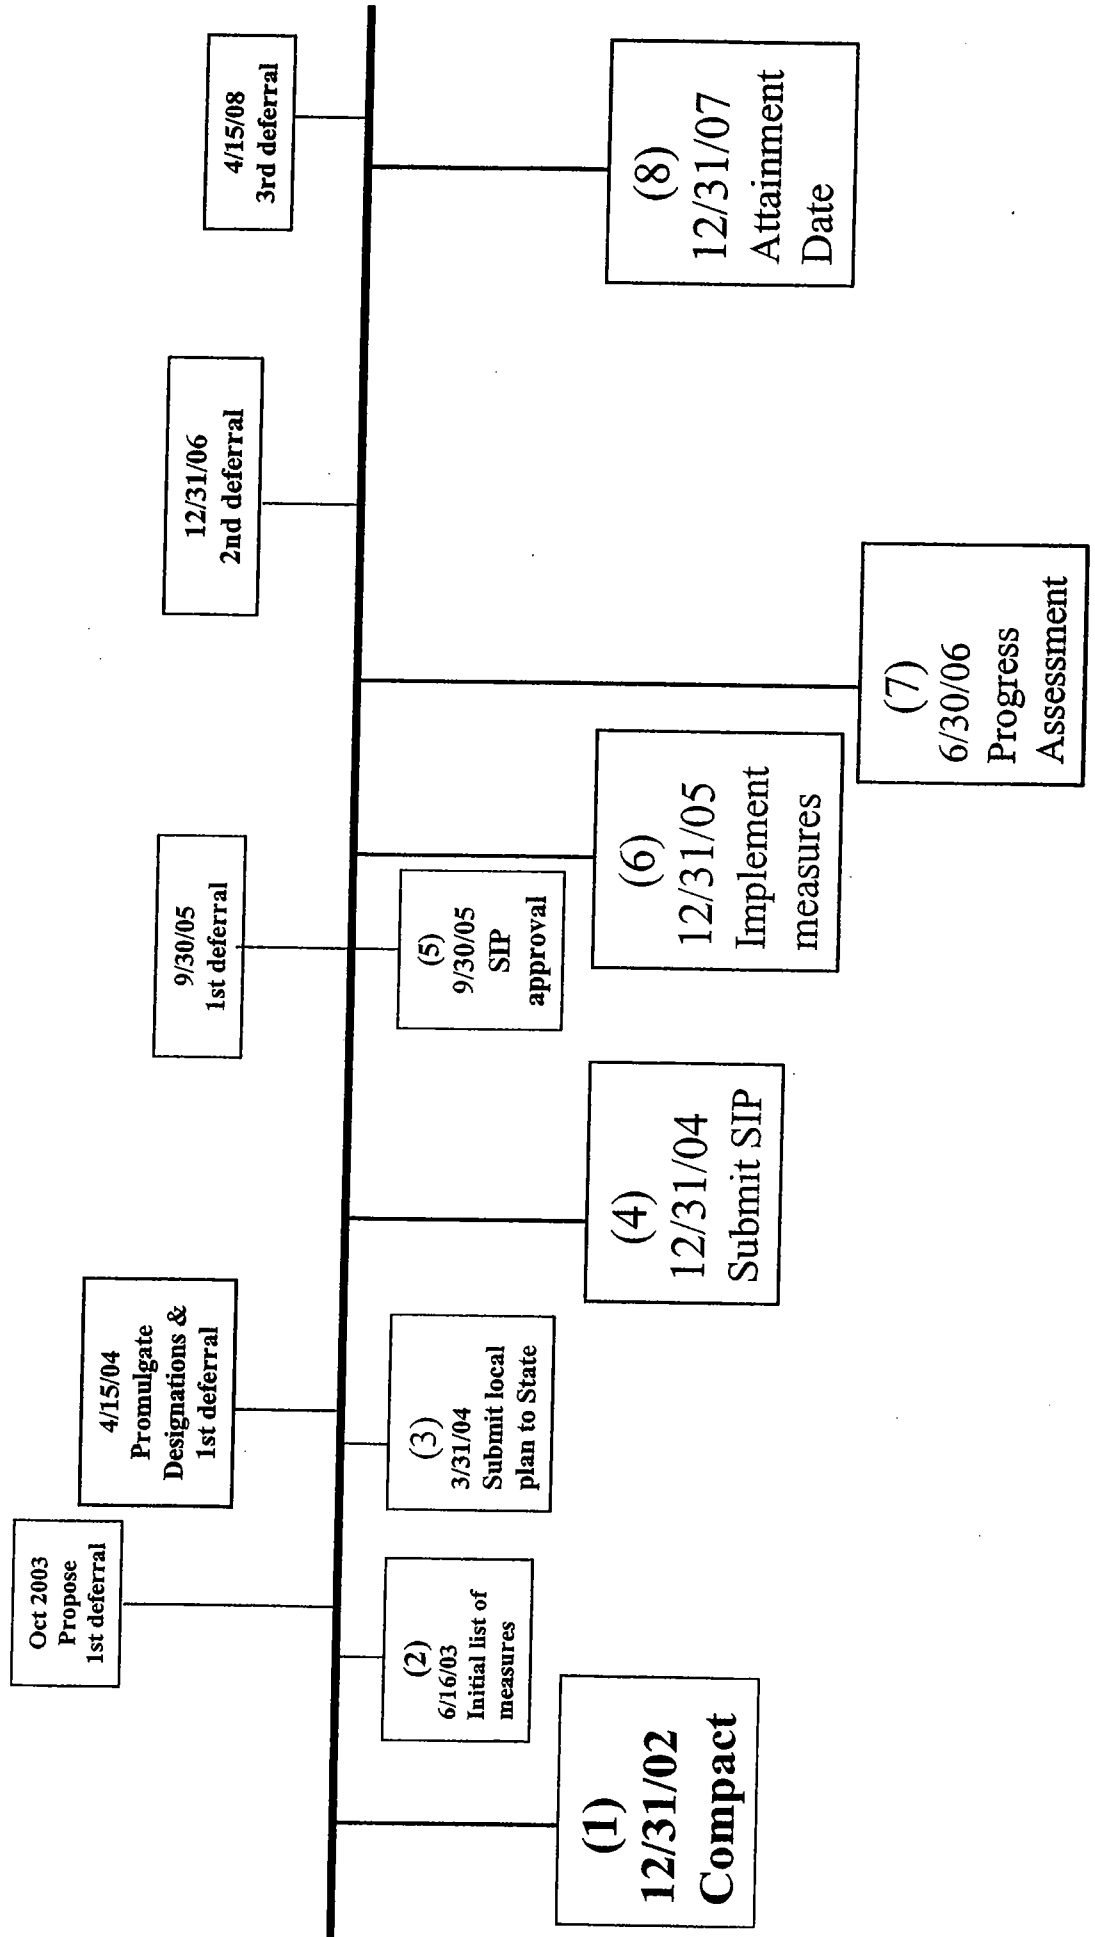 Oct 2003
Propose
1st deferral
4/15/04
Promulgate
Designations &
1st deferral
9/30/05
1st deferral
12/31/06
2nd deferral
4/15/08
3rd deferral
(1)
12/31/02
Compact
(2)
6/16/03
Initial list of
measures
(3)
3/31/04
Submit local
plan to State
(4)
12/31/04
Submit SIP
(5)
9/30/05
SIP
approval
(6)
12/31/05
Implement
measures
(7)
6/30/06
Progress
Assessment
(8)
12/31/07
Attainment
Date